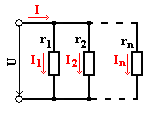 I
r1 r2 rn
U I1 I2 In